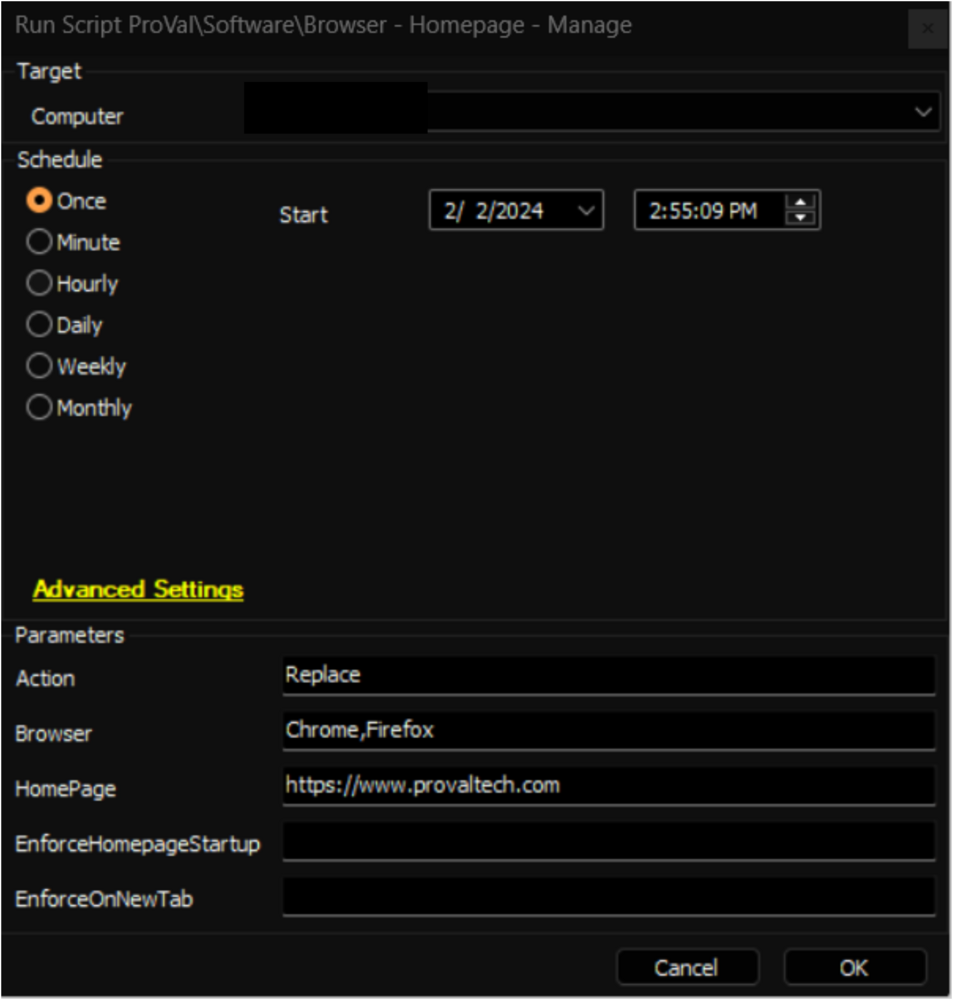 Run Script ProVal\Software\Browser - Homepage - Manage
Target
Computer
Schedule
Once
Start
2/ 2/2024
2:55:09 PM
Minute
Hourly
Daily
Weekly
Monthly
Advanced Settings
Parameters
Action
Replace
Browser
Chrome,Firefox
HomePage
https://www.provaltech.com
EnforceHomepageStartup
EnforceOnNewTab
Cancel
OK